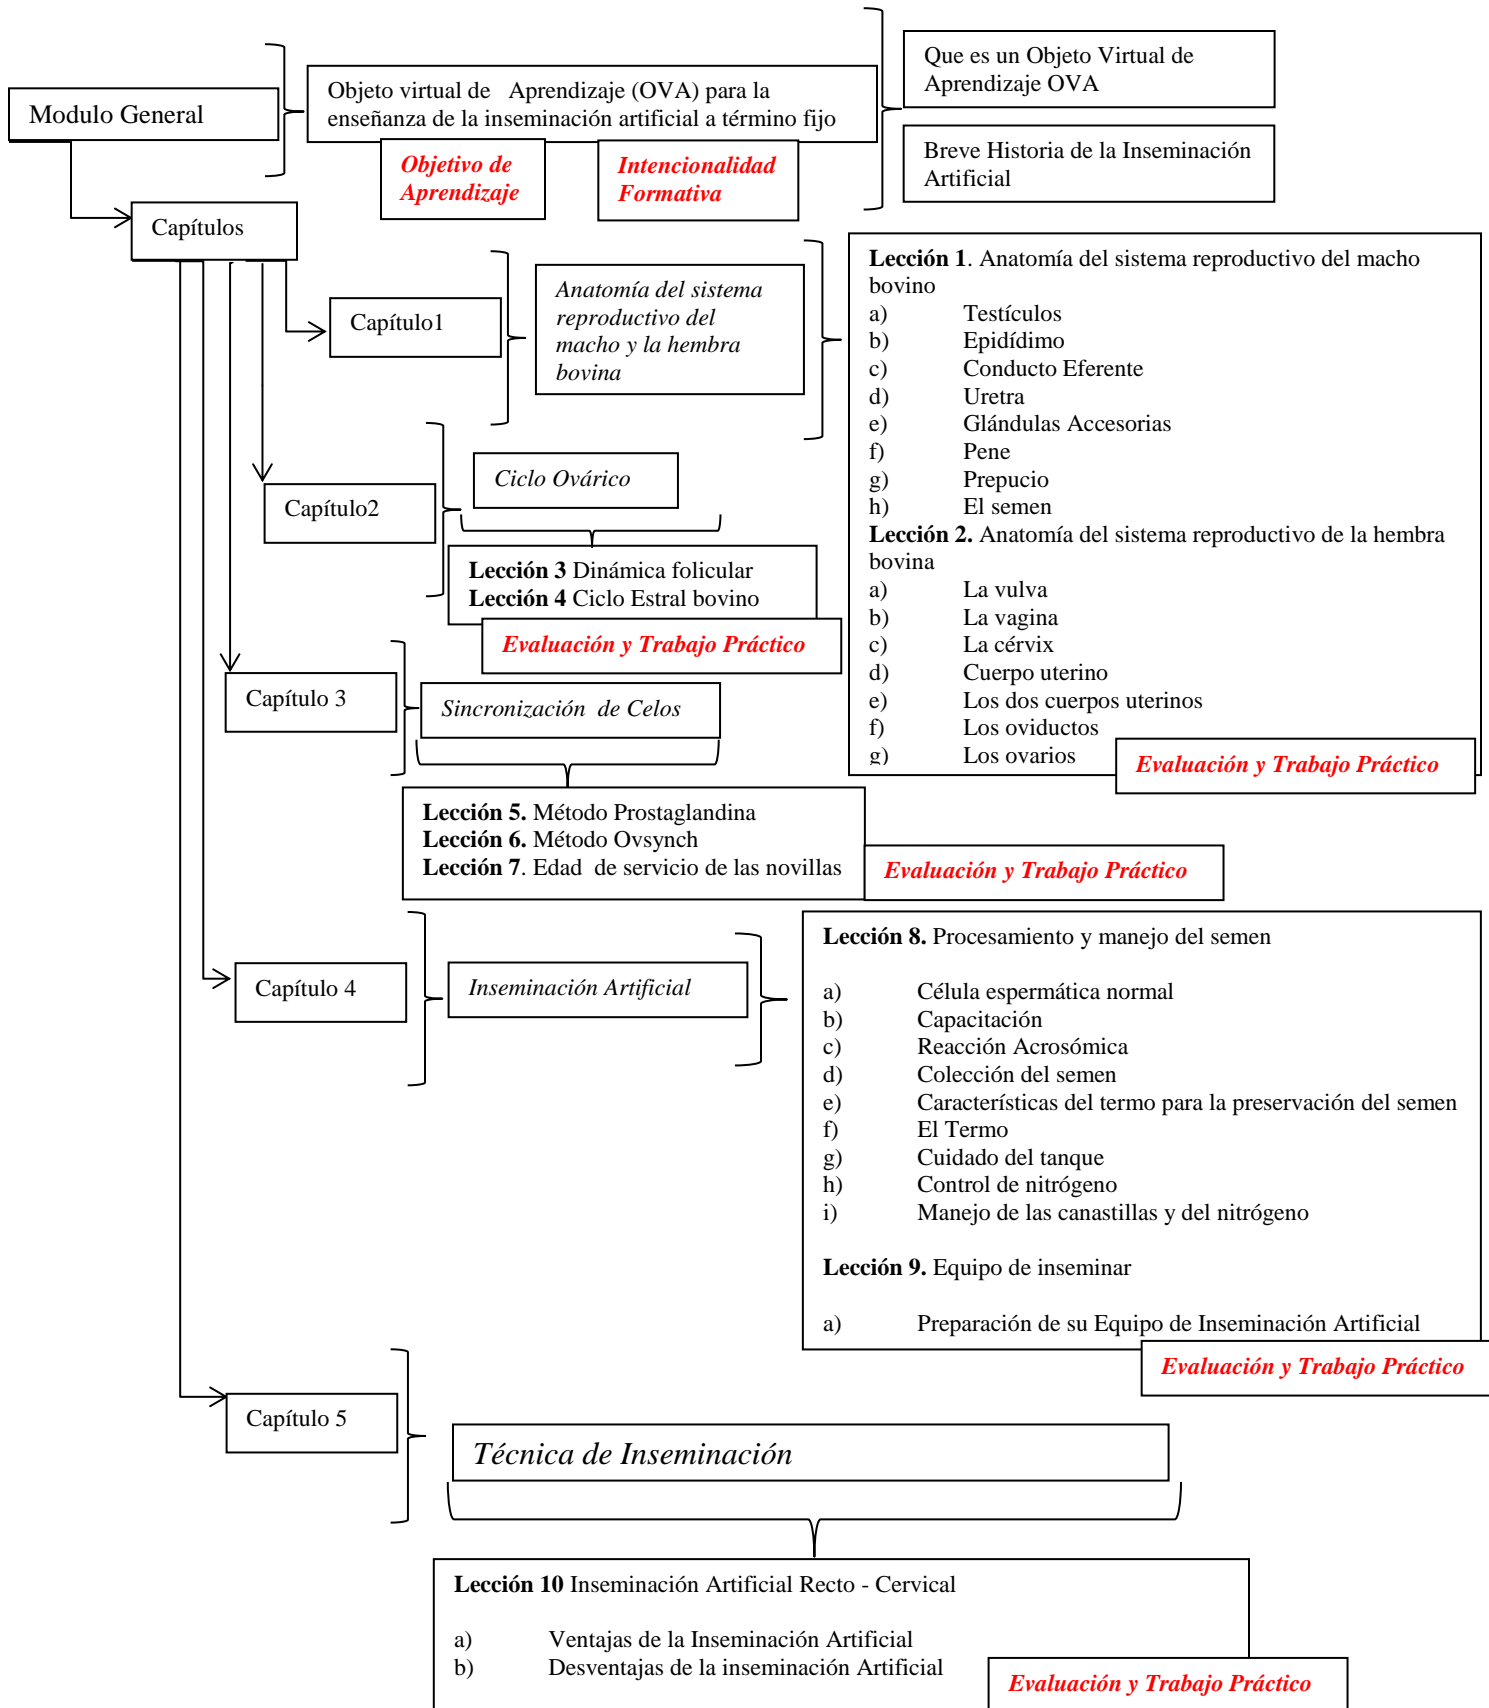 Modulo General
Objeto virtual de Aprendizaje (OVA) para la
enseñanza de la inseminación artificial a término fijo
Objetivo de
Aprendizaje
Intencionalidad
Formativa
Que es un Objeto Virtual de
Aprendizaje OVA
Breve Historia de la Inseminación
Artificial
Capítulos
Capítulo1
Anatomía del sistema
reproductivo del
macho y la hembra
bovina
Lección 1. Anatomía del sistema reproductivo del macho
bovino
a) Testículos
b) Epidídimo
c) Conducto Eferente
d) Uretra
e) Glándulas Accesorias
f) Pene
g) Prepucio
h) El semen
Lección 2. Anatomía del sistema reproductivo de la hembra
bovina
a) La vulva
b) La vagina
c) La cérvix
d) Cuerpo uterino
e) Los dos cuerpos uterinos
f) Los oviductos
g) Los ovarios
Evaluación y Trabajo Práctico
Capítulo2
Ciclo Ovárico
Lección 3 Dinámica folicular
Lección 4 Ciclo Estral bovino
Evaluación y Trabajo Práctico
Capítulo 3
Sincronización de Celos
Lección 5. Método Prostaglandina
Lección 6. Método Ovsynch
Lección 7. Edad de servicio de las novillas
Evaluación y Trabajo Práctico
Capítulo 4
Inseminación Artificial
Lección 8. Procesamiento y manejo del semen
a) Célula espermática normal
b) Capacitación
c) Reacción Acrosómica
d) Colección del semen
e) Características del termo para la preservación del semen
f) El Termo
g) Cuidado del tanque
h) Control de nitrógeno
i) Manejo de las canastillas y del nitrógeno
Lección 9. Equipo de inseminar
a) Preparación de su Equipo de Inseminación Artificial
Evaluación y Trabajo Práctico
Capítulo 5
Técnica de Inseminación
Lección 10 Inseminación Artificial Recto - Cervical
a) Ventajas de la Inseminación Artificial
b) Desventajas de la inseminación Artificial
Evaluación y Trabajo Práctico